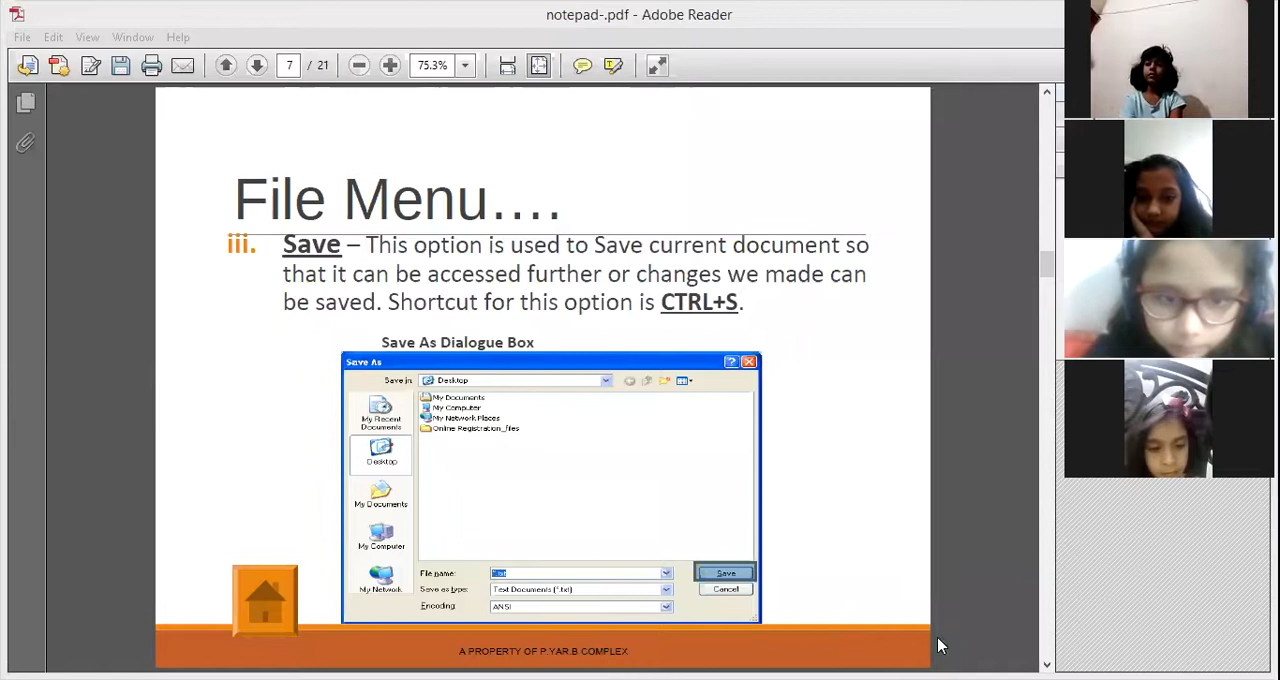 notepad-.pdf - Adobe Reader
File Edit View Window Help
7 / 21 75.3%
File Menu....
iii. Save – This option is used to Save current document so
that it can be accessed further or changes we made can
be saved. Shortcut for this option is CTRL+S.
Save As Dialogue Box
Save As
Save in: Desktop
My Documents
My Computer
My Network Places
Online Registration_files
My Recent
Documents
Desktop
My Documents
My Computer
My Network
File name: *.txt Save
Save as type: Text Documents (*.txt) Cancel
Encoding: ANSI
A PROPERTY OF P.YAR.B COMPLEX